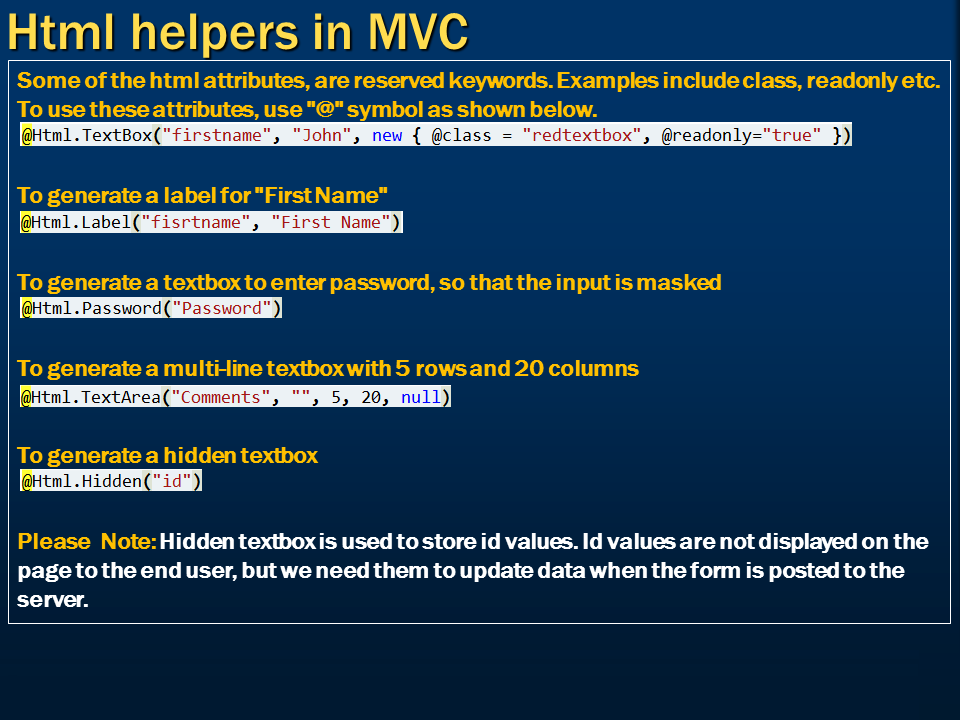 Html helpers in MVC
Some of the html attributes, are reserved keywords. Examples include class, readonly etc.
To use these attributes, use "@" symbol as shown below.
@Html.TextBox("firstname", "John", new { @class = "redtextbox", @readonly="true" })
To generate a label for "First Name"
@Html.Label("fisrtname", "First Name")
To generate a textbox to enter password, so that the input is masked
@Html.Password("Password")
To generate a multi-line textbox with 5 rows and 20 columns
@Html.TextArea("Comments", "", 5, 20, null)
To generate a hidden textbox
@Html.Hidden("id")
Please Note: Hidden textbox is used to store id values. Id values are not displayed on the
page to the end user, but we need them to update data when the form is posted to the
server.